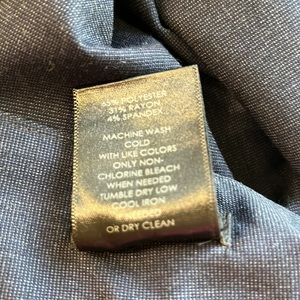 65% POLYESTER
31% RAYON
4% SPANDEX
MACHINE WASH
COLD
WITH LIKE COLORS
ONLY NON-
CHLORINE BLEACH
WHEN NEEDED
TUMBLE DRY LOW
COOL IRON
OR DRY CLEAN